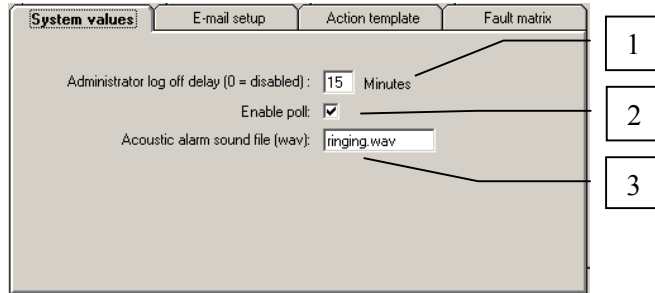 System values E-mail setup Action template Fault matrix
1
Administrator log off delay (0 = disabled) : 15 Minutes
2
Enable poll:
Acoustic alarm sound file (wav): ringing.wav
3